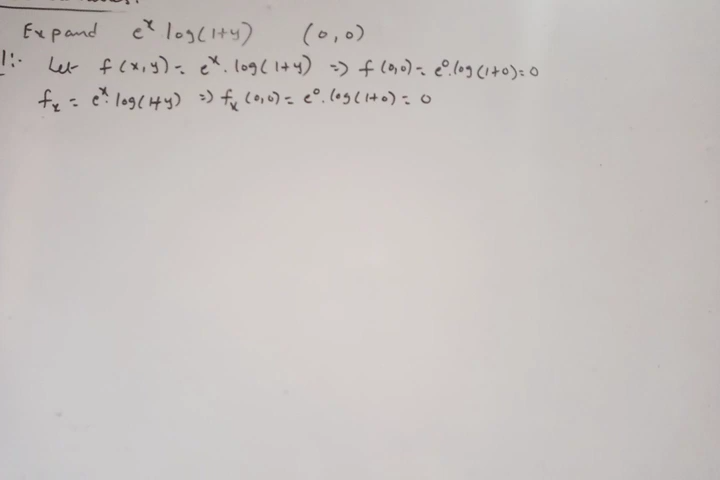 Expand e^x log(1+y) (0,0)
1:- Let f(x,y) = e^x. log(1+y) => f(0,0) = e^0. log(1+0) = 0
f_x = e^x. log(1+y) => f_x (0,0) = e^0. log(1+0) = 0